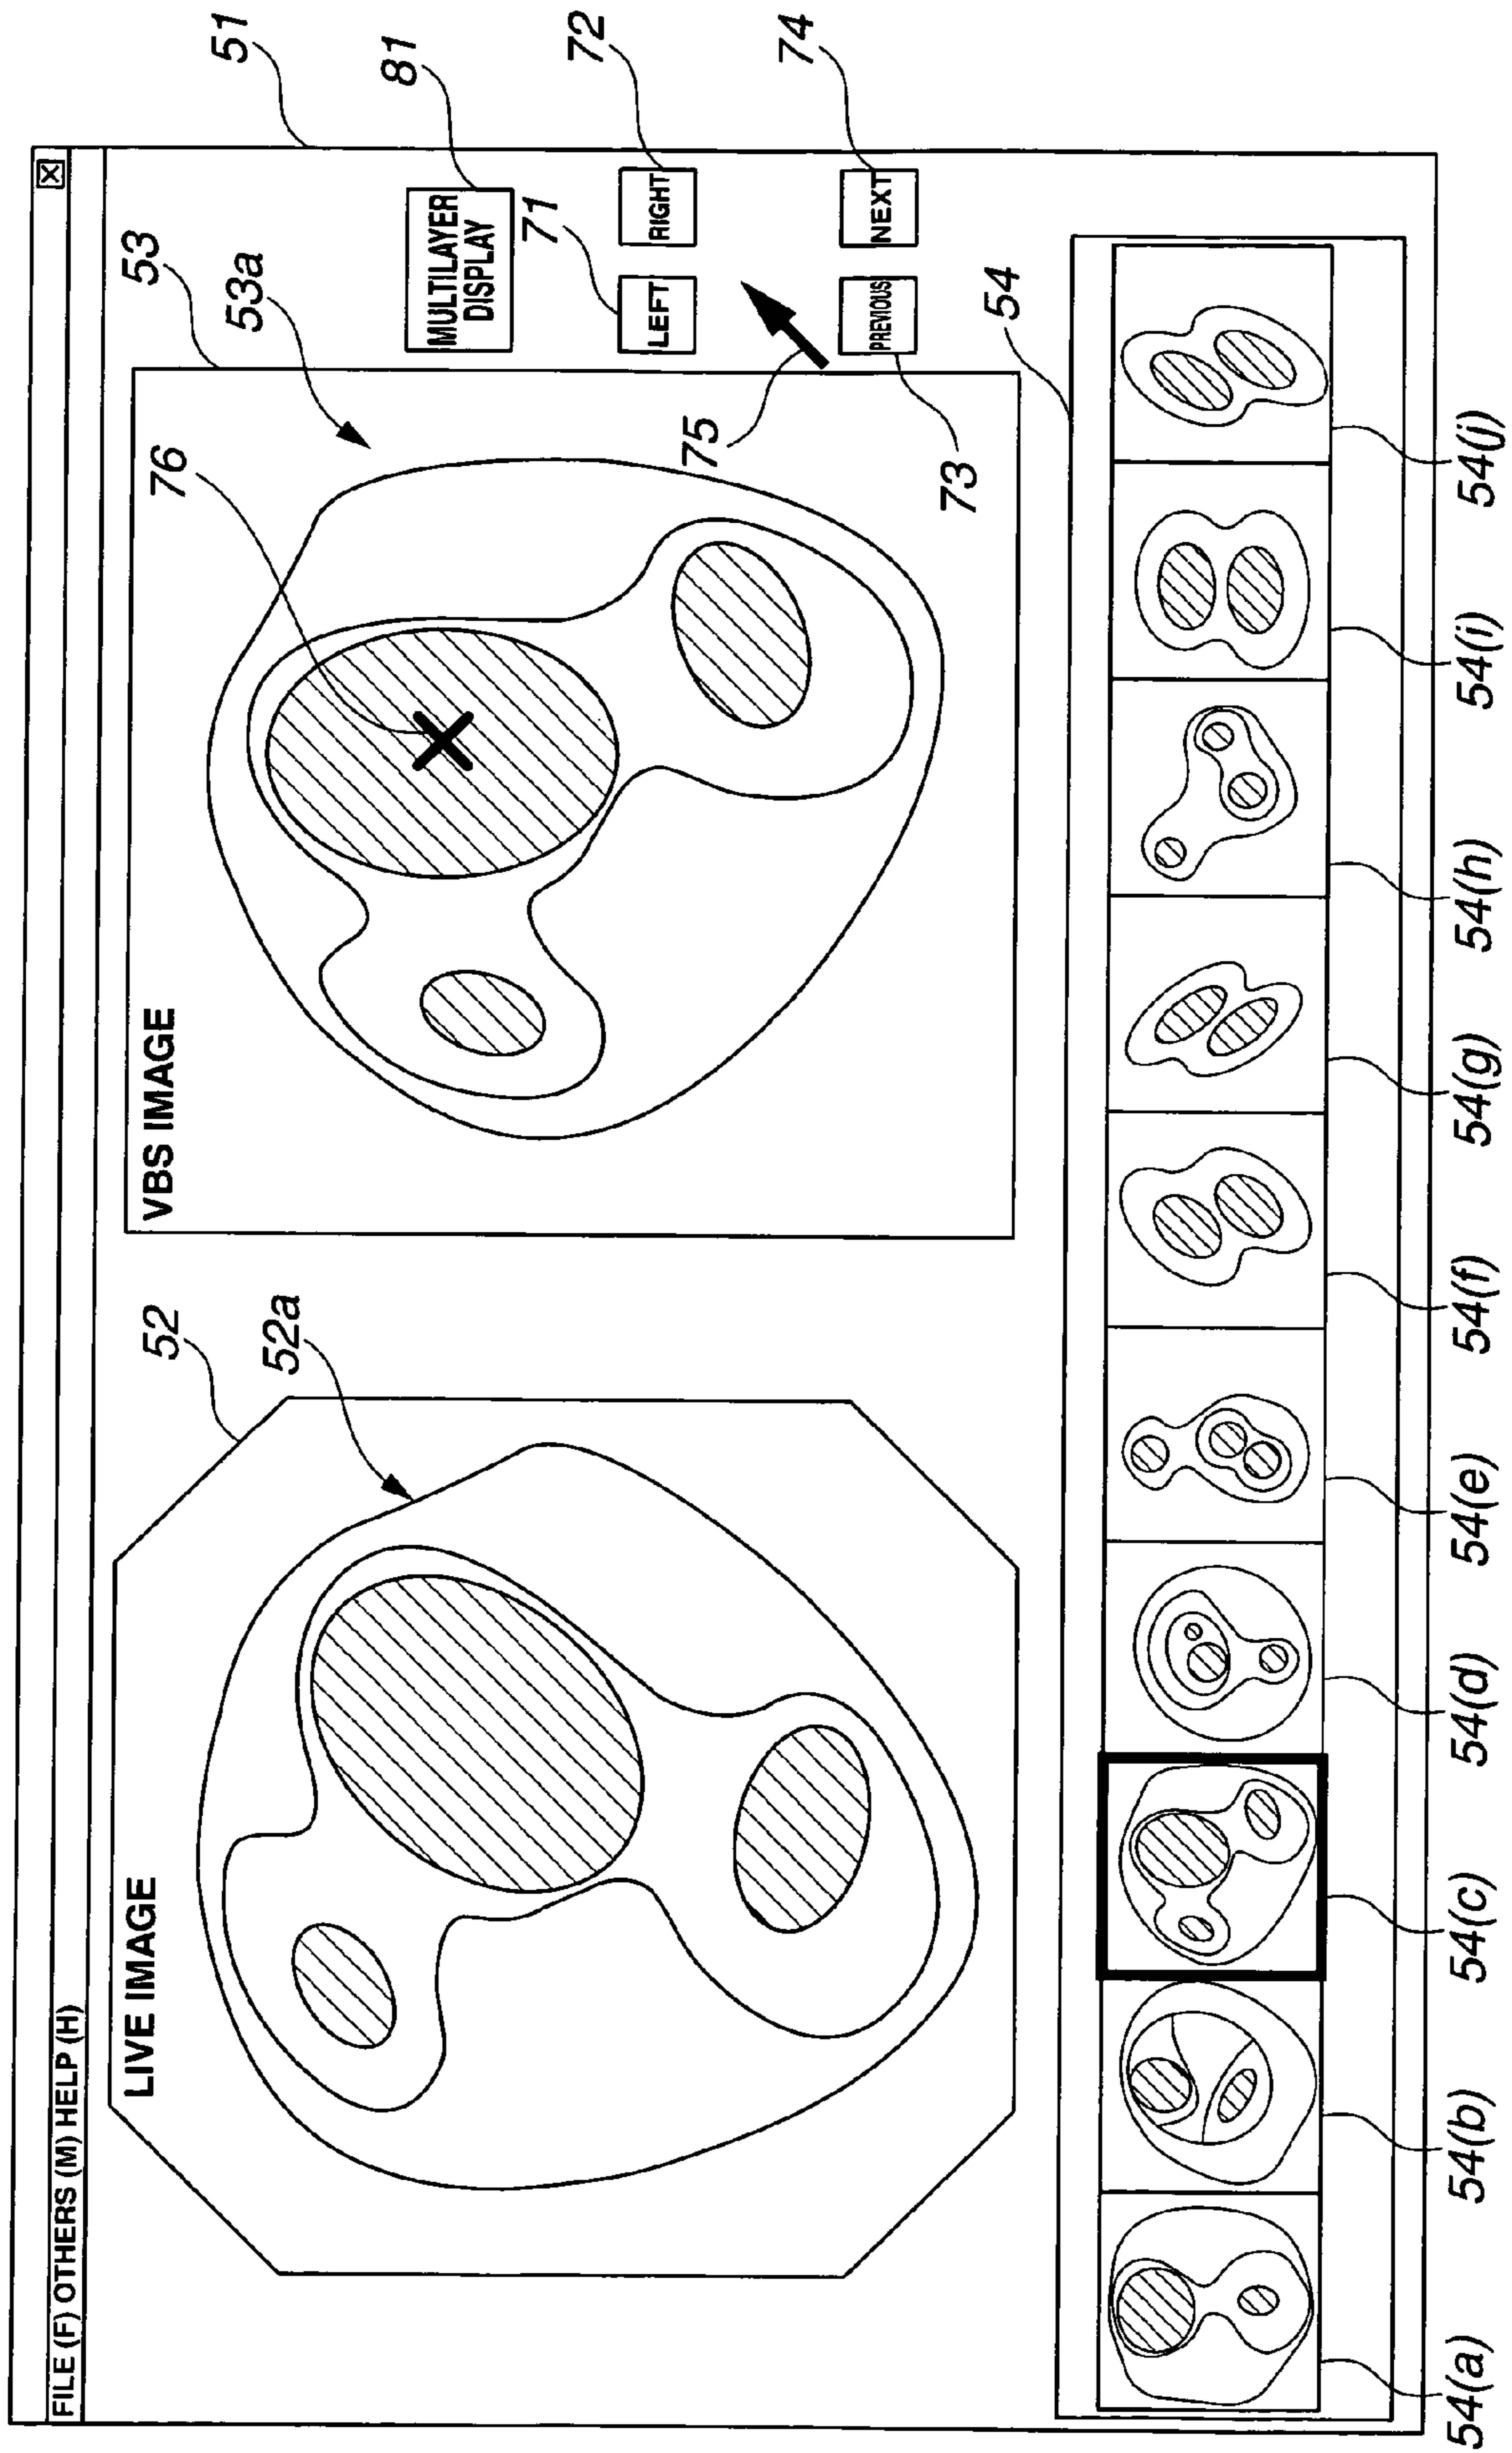 FILE (F) OTHERS (M) HELP (H)
X
51
LIVE IMAGE
52
52a
VBS IMAGE
53
53a
76
MULTILAYER
DISPLAY
81
71
LEFT
RIGHT
72
75
PREVIOUS
NEXT
74
73
54
54(a)
54(b)
54(c)
54(d)
54(e)
54(f)
54(g)
54(h)
54(i)
54(j)